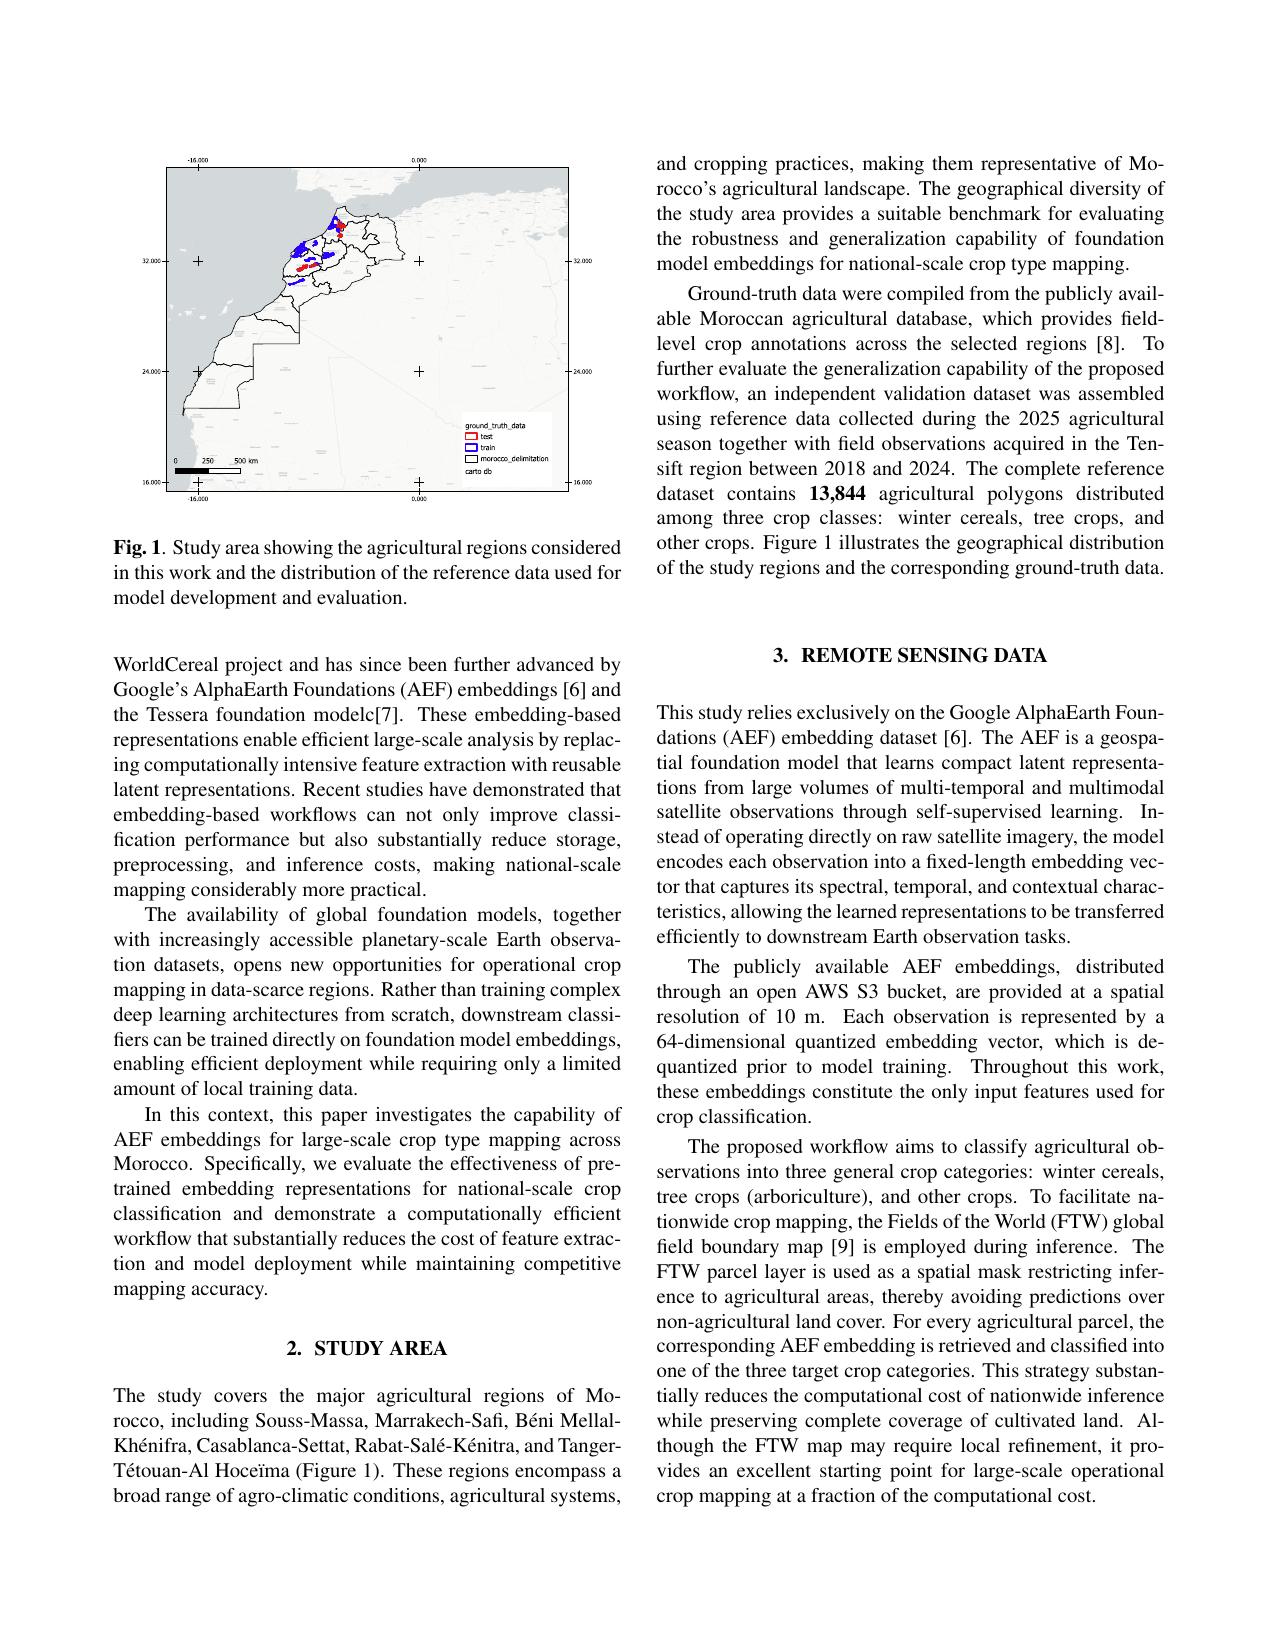 -16.000
0.000
32.000
32.000
24.000
24.000
ground_truth_data
test
train
morocco_delimitation
carto db
0 250 500 km
16.000
16.000
-16.000
0.000
Fig. 1. Study area showing the agricultural regions considered
in this work and the distribution of the reference data used for
model development and evaluation.
WorldCereal project and has since been further advanced by
Google's AlphaEarth Foundations (AEF) embeddings [6] and
the Tessera foundation modelc[7]. These embedding-based
representations enable efficient large-scale analysis by replac-
ing computationally intensive feature extraction with reusable
latent representations. Recent studies have demonstrated that
embedding-based workflows can not only improve classi-
fication performance but also substantially reduce storage,
preprocessing, and inference costs, making national-scale
mapping considerably more practical.
The availability of global foundation models, together
with increasingly accessible planetary-scale Earth observa-
tion datasets, opens new opportunities for operational crop
mapping in data-scarce regions. Rather than training complex
deep learning architectures from scratch, downstream classi-
fiers can be trained directly on foundation model embeddings,
enabling efficient deployment while requiring only a limited
amount of local training data.
In this context, this paper investigates the capability of
AEF embeddings for large-scale crop type mapping across
Morocco. Specifically, we evaluate the effectiveness of pre-
trained embedding representations for national-scale crop
classification and demonstrate a computationally efficient
workflow that substantially reduces the cost of feature extrac-
tion and model deployment while maintaining competitive
mapping accuracy.
2. STUDY AREA
The study covers the major agricultural regions of Mo-
rocco, including Souss-Massa, Marrakech-Safi, Béni Mellal-
Khénifra, Casablanca-Settat, Rabat-Salé-Kénitra, and Tanger-
Tétouan-Al Hoceïma (Figure 1). These regions encompass a
broad range of agro-climatic conditions, agricultural systems,
and cropping practices, making them representative of Mo-
rocco's agricultural landscape. The geographical diversity of
the study area provides a suitable benchmark for evaluating
the robustness and generalization capability of foundation
model embeddings for national-scale crop type mapping.
Ground-truth data were compiled from the publicly avail-
able Moroccan agricultural database, which provides field-
level crop annotations across the selected regions [8]. To
further evaluate the generalization capability of the proposed
workflow, an independent validation dataset was assembled
using reference data collected during the 2025 agricultural
season together with field observations acquired in the Ten-
sift region between 2018 and 2024. The complete reference
dataset contains 13,844 agricultural polygons distributed
among three crop classes: winter cereals, tree crops, and
other crops. Figure 1 illustrates the geographical distribution
of the study regions and the corresponding ground-truth data.
3. REMOTE SENSING DATA
This study relies exclusively on the Google AlphaEarth Foun-
dations (AEF) embedding dataset [6]. The AEF is a geospa-
tial foundation model that learns compact latent representa-
tions from large volumes of multi-temporal and multimodal
satellite observations through self-supervised learning. In-
stead of operating directly on raw satellite imagery, the model
encodes each observation into a fixed-length embedding vec-
tor that captures its spectral, temporal, and contextual charac-
teristics, allowing the learned representations to be transferred
efficiently to downstream Earth observation tasks.
The publicly available AEF embeddings, distributed
through an open AWS S3 bucket, are provided at a spatial
resolution of 10 m. Each observation is represented by a
64-dimensional quantized embedding vector, which is de-
quantized prior to model training. Throughout this work,
these embeddings constitute the only input features used for
crop classification.
The proposed workflow aims to classify agricultural ob-
servations into three general crop categories: winter cereals,
tree crops (arboriculture), and other crops. To facilitate na-
tionwide crop mapping, the Fields of the World (FTW) global
field boundary map [9] is employed during inference. The
FTW parcel layer is used as a spatial mask restricting infer-
ence to agricultural areas, thereby avoiding predictions over
non-agricultural land cover. For every agricultural parcel, the
corresponding AEF embedding is retrieved and classified into
one of the three target crop categories. This strategy substan-
tially reduces the computational cost of nationwide inference
while preserving complete coverage of cultivated land. Al-
though the FTW map may require local refinement, it pro-
vides an excellent starting point for large-scale operational
crop mapping at a fraction of the computational cost.